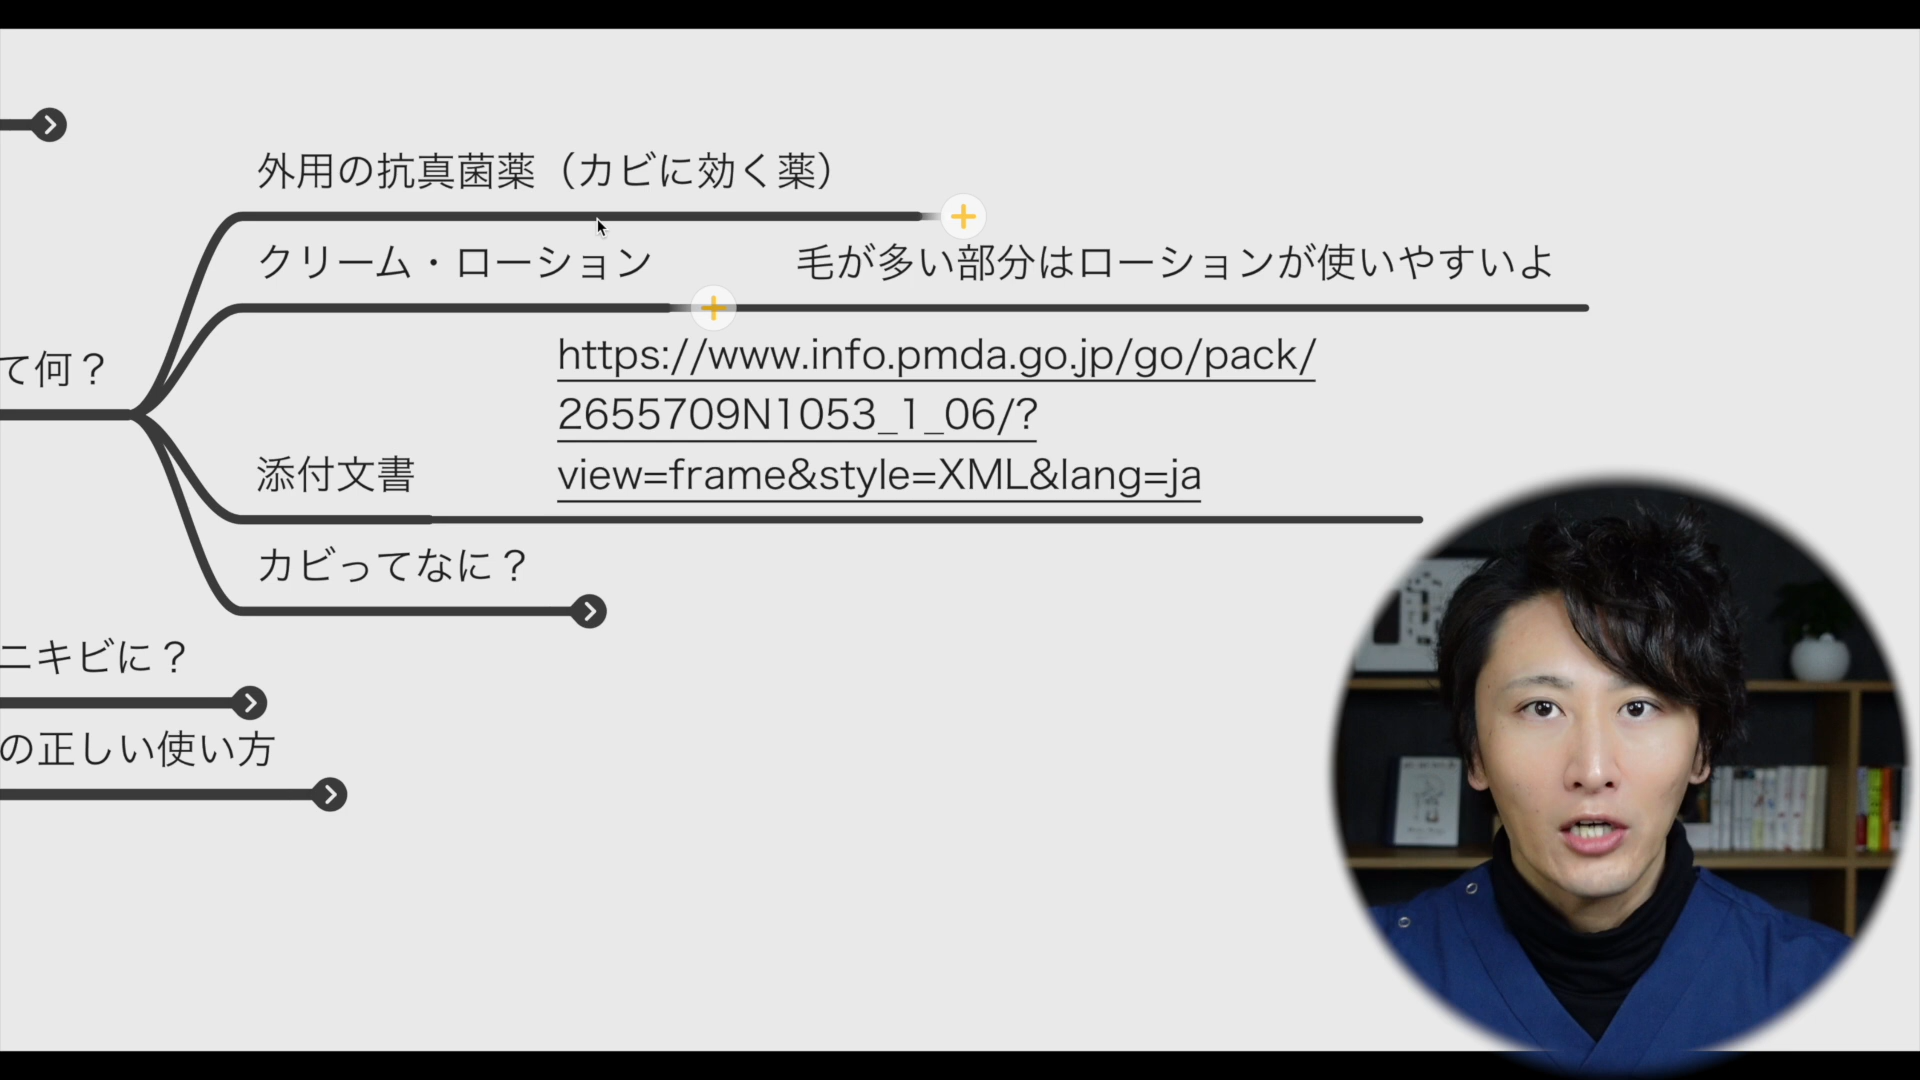 外用の抗真菌薬（カビに効く薬）
クリーム・ローション
毛が多い部分はローションが使いやすいよ
て何？
https://www.info.pmda.go.jp/go/pack/
2655709N1053_1_06/?
view=frame&style=XML&lang=ja
添付文書
カビってなに？
ニキビに？
の正しい使い方